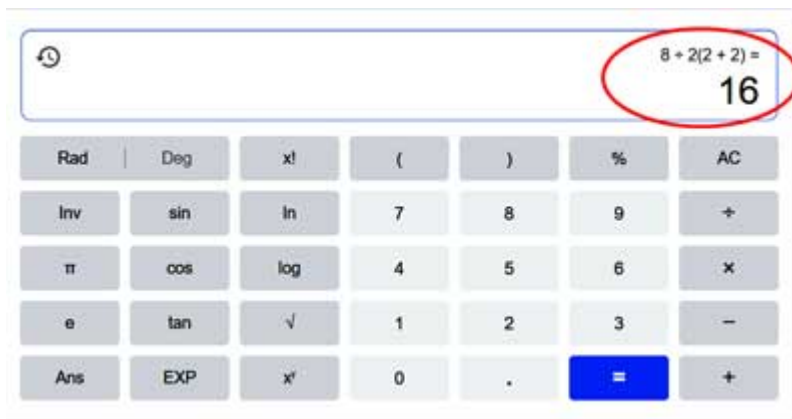 8 ÷ 2(2 + 2) =
16
Rad | Deg x! ( ) % AC
Inv sin ln 7 8 9 ÷
π cos log 4 5 6 ×
e tan √ 1 2 3 −
Ans EXP xʸ 0 . = +